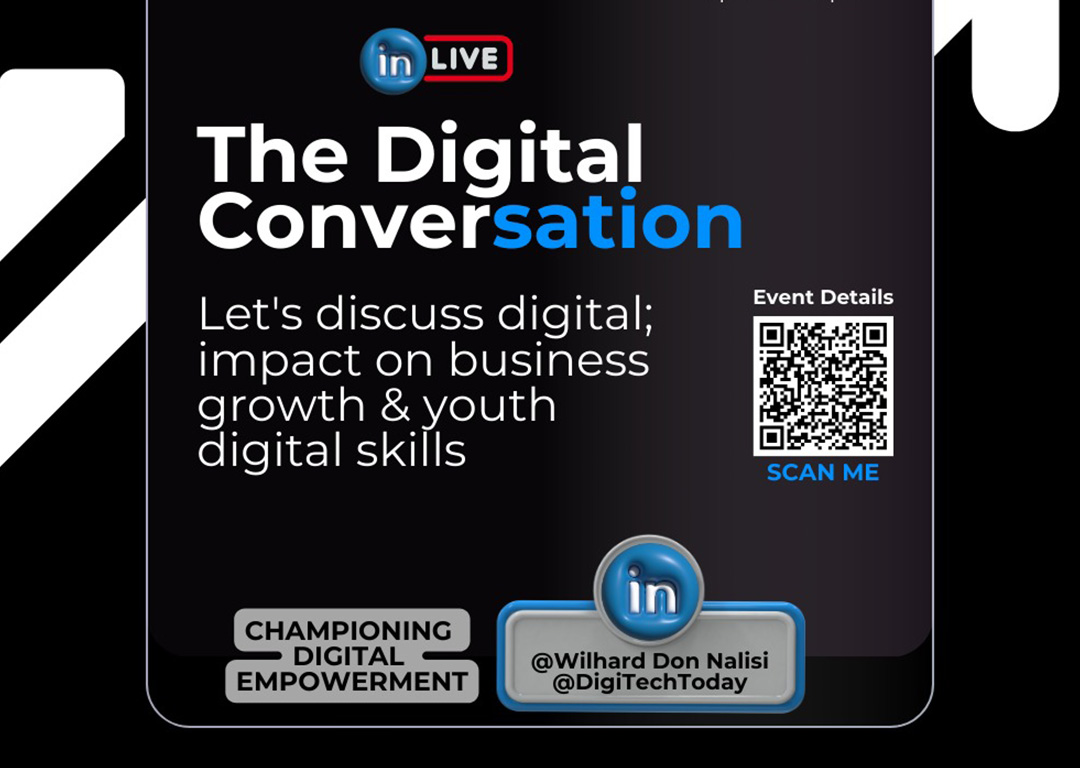 in LIVE
The Digital
Conversation
Let's discuss digital;
impact on business
growth & youth
digital skills
Event Details
SCAN ME
in
CHAMPIONING
DIGITAL
EMPOWERMENT
@Wilhard Don Nalisi
@DigiTechToday